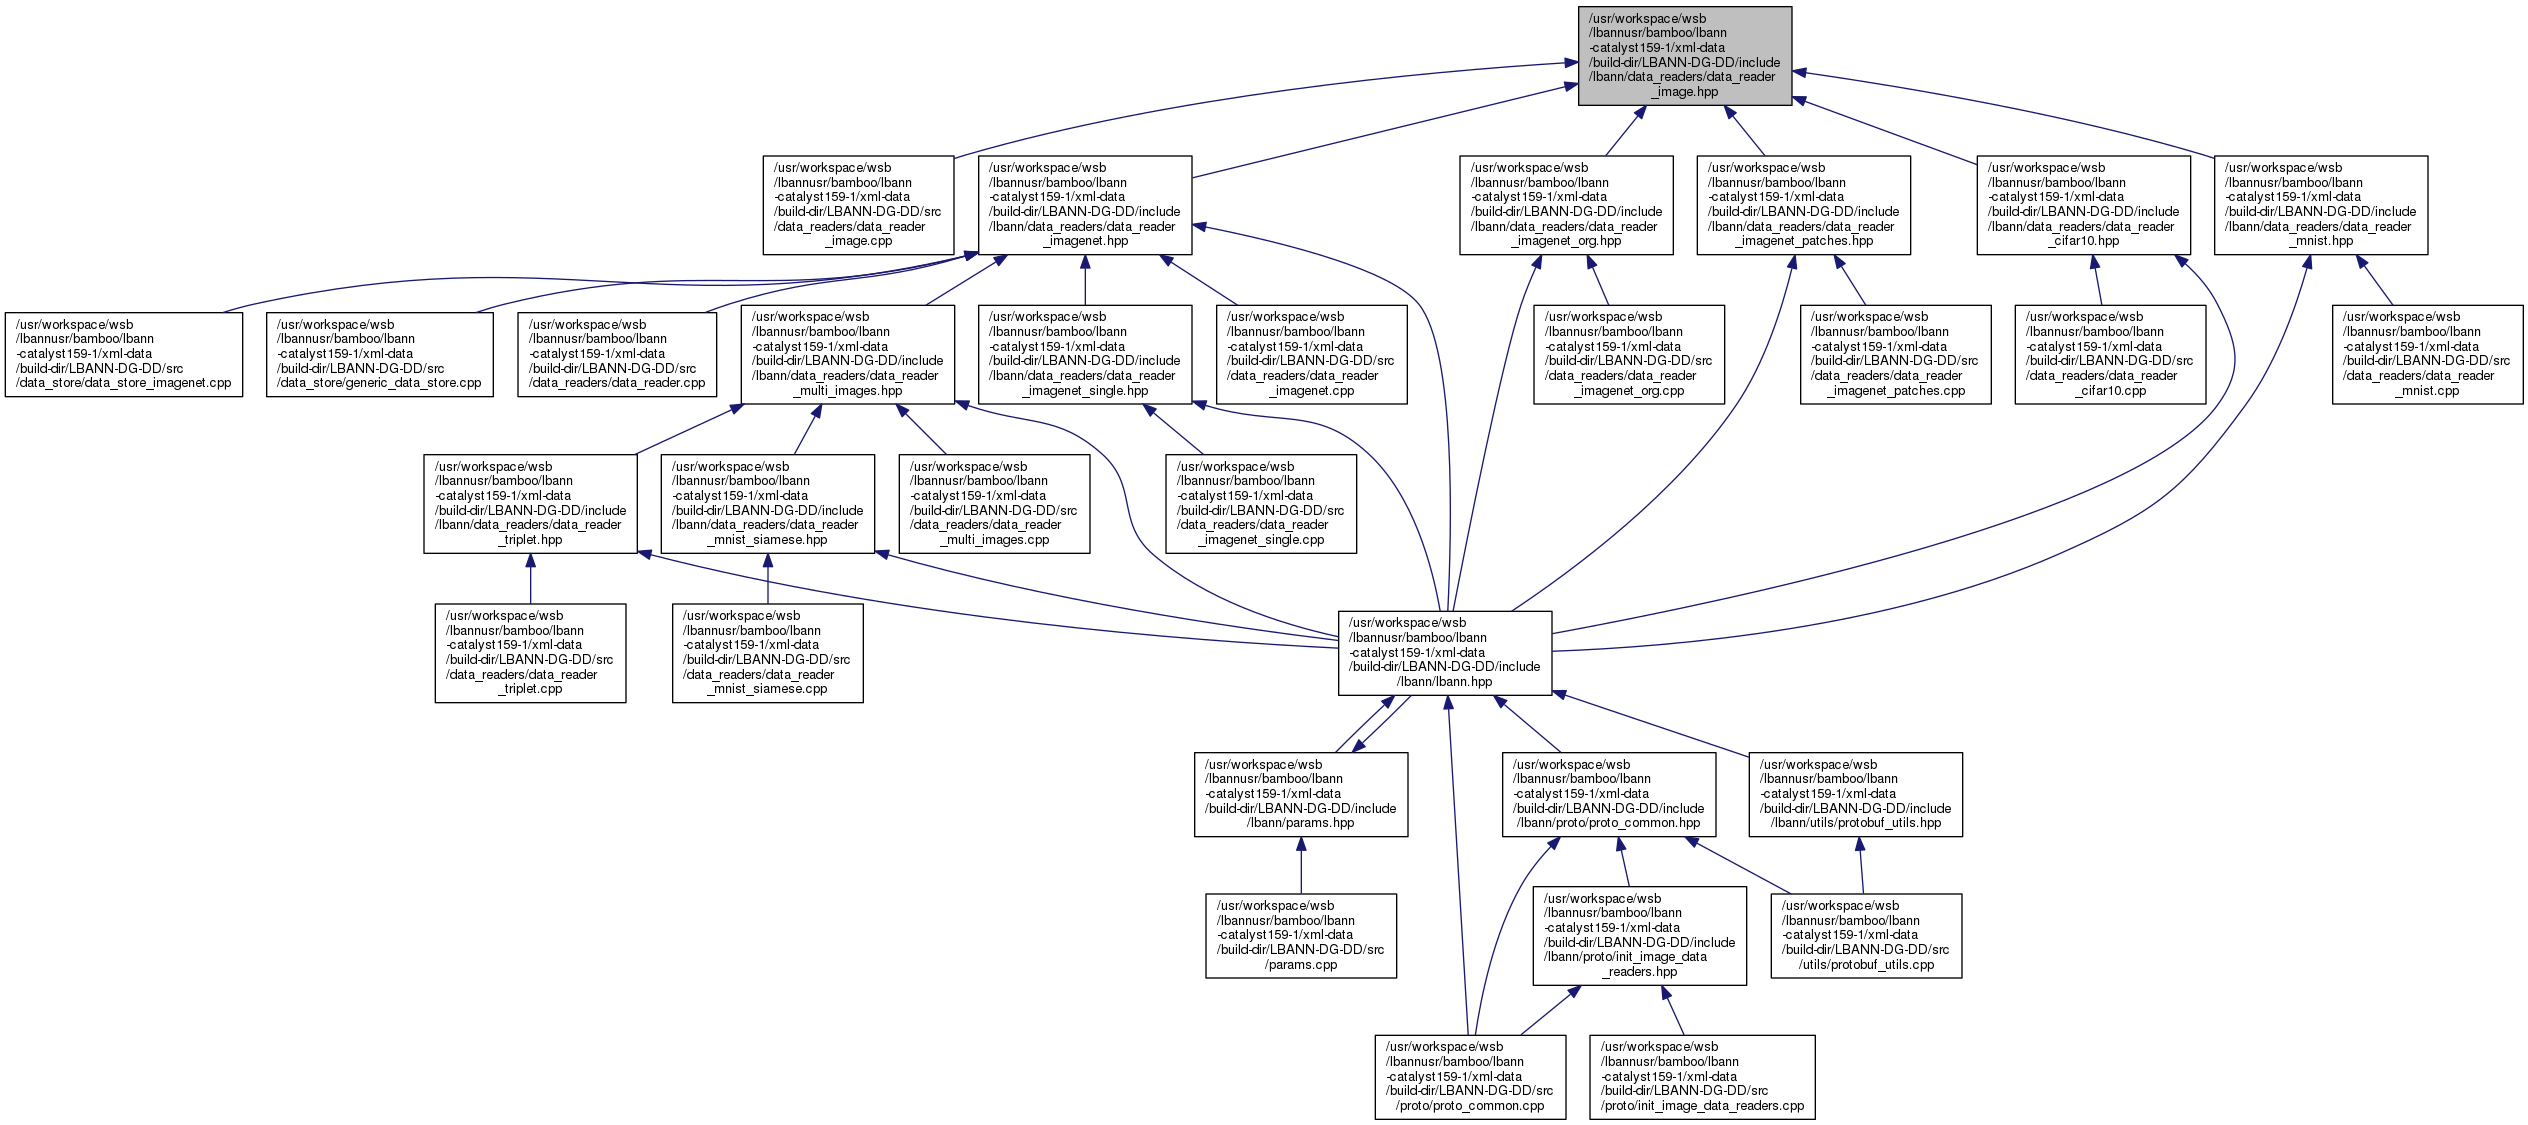 /usr/workspace/wsb
/lbannusr/bamboo/lbann
-catalyst159-1/xml-data
/build-dir/LBANN-DG-DD/include
/lbann/data_readers/data_reader
_image.hpp
/usr/workspace/wsb
/lbannusr/bamboo/lbann
-catalyst159-1/xml-data
/build-dir/LBANN-DG-DD/src
/data_readers/data_reader
_image.cpp
/usr/workspace/wsb
/lbannusr/bamboo/lbann
-catalyst159-1/xml-data
/build-dir/LBANN-DG-DD/include
/lbann/data_readers/data_reader
_imagenet.hpp
/usr/workspace/wsb
/lbannusr/bamboo/lbann
-catalyst159-1/xml-data
/build-dir/LBANN-DG-DD/include
/lbann/data_readers/data_reader
_imagenet_org.hpp
/usr/workspace/wsb
/lbannusr/bamboo/lbann
-catalyst159-1/xml-data
/build-dir/LBANN-DG-DD/include
/lbann/data_readers/data_reader
_imagenet_patches.hpp
/usr/workspace/wsb
/lbannusr/bamboo/lbann
-catalyst159-1/xml-data
/build-dir/LBANN-DG-DD/include
/lbann/data_readers/data_reader
_cifar10.hpp
/usr/workspace/wsb
/lbannusr/bamboo/lbann
-catalyst159-1/xml-data
/build-dir/LBANN-DG-DD/include
/lbann/data_readers/data_reader
_mnist.hpp
/usr/workspace/wsb
/lbannusr/bamboo/lbann
-catalyst159-1/xml-data
/build-dir/LBANN-DG-DD/src
/data_store/data_store_imagenet.cpp
/usr/workspace/wsb
/lbannusr/bamboo/lbann
-catalyst159-1/xml-data
/build-dir/LBANN-DG-DD/src
/data_store/generic_data_store.cpp
/usr/workspace/wsb
/lbannusr/bamboo/lbann
-catalyst159-1/xml-data
/build-dir/LBANN-DG-DD/src
/data_readers/data_reader.cpp
/usr/workspace/wsb
/lbannusr/bamboo/lbann
-catalyst159-1/xml-data
/build-dir/LBANN-DG-DD/include
/lbann/data_readers/data_reader
_multi_images.hpp
/usr/workspace/wsb
/lbannusr/bamboo/lbann
-catalyst159-1/xml-data
/build-dir/LBANN-DG-DD/include
/lbann/data_readers/data_reader
_imagenet_single.hpp
/usr/workspace/wsb
/lbannusr/bamboo/lbann
-catalyst159-1/xml-data
/build-dir/LBANN-DG-DD/src
/data_readers/data_reader
_imagenet.cpp
/usr/workspace/wsb
/lbannusr/bamboo/lbann
-catalyst159-1/xml-data
/build-dir/LBANN-DG-DD/src
/data_readers/data_reader
_imagenet_org.cpp
/usr/workspace/wsb
/lbannusr/bamboo/lbann
-catalyst159-1/xml-data
/build-dir/LBANN-DG-DD/src
/data_readers/data_reader
_imagenet_patches.cpp
/usr/workspace/wsb
/lbannusr/bamboo/lbann
-catalyst159-1/xml-data
/build-dir/LBANN-DG-DD/src
/data_readers/data_reader
_cifar10.cpp
/usr/workspace/wsb
/lbannusr/bamboo/lbann
-catalyst159-1/xml-data
/build-dir/LBANN-DG-DD/src
/data_readers/data_reader
_mnist.cpp
/usr/workspace/wsb
/lbannusr/bamboo/lbann
-catalyst159-1/xml-data
/build-dir/LBANN-DG-DD/include
/lbann/data_readers/data_reader
_triplet.hpp
/usr/workspace/wsb
/lbannusr/bamboo/lbann
-catalyst159-1/xml-data
/build-dir/LBANN-DG-DD/include
/lbann/data_readers/data_reader
_mnist_siamese.hpp
/usr/workspace/wsb
/lbannusr/bamboo/lbann
-catalyst159-1/xml-data
/build-dir/LBANN-DG-DD/src
/data_readers/data_reader
_multi_images.cpp
/usr/workspace/wsb
/lbannusr/bamboo/lbann
-catalyst159-1/xml-data
/build-dir/LBANN-DG-DD/src
/data_readers/data_reader
_imagenet_single.cpp
/usr/workspace/wsb
/lbannusr/bamboo/lbann
-catalyst159-1/xml-data
/build-dir/LBANN-DG-DD/src
/data_readers/data_reader
_triplet.cpp
/usr/workspace/wsb
/lbannusr/bamboo/lbann
-catalyst159-1/xml-data
/build-dir/LBANN-DG-DD/src
/data_readers/data_reader
_mnist_siamese.cpp
/usr/workspace/wsb
/lbannusr/bamboo/lbann
-catalyst159-1/xml-data
/build-dir/LBANN-DG-DD/include
/lbann/lbann.hpp
/usr/workspace/wsb
/lbannusr/bamboo/lbann
-catalyst159-1/xml-data
/build-dir/LBANN-DG-DD/include
/lbann/params.hpp
/usr/workspace/wsb
/lbannusr/bamboo/lbann
-catalyst159-1/xml-data
/build-dir/LBANN-DG-DD/include
/lbann/proto/proto_common.hpp
/usr/workspace/wsb
/lbannusr/bamboo/lbann
-catalyst159-1/xml-data
/build-dir/LBANN-DG-DD/include
/lbann/utils/protobuf_utils.hpp
/usr/workspace/wsb
/lbannusr/bamboo/lbann
-catalyst159-1/xml-data
/build-dir/LBANN-DG-DD/src
/params.cpp
/usr/workspace/wsb
/lbannusr/bamboo/lbann
-catalyst159-1/xml-data
/build-dir/LBANN-DG-DD/include
/lbann/proto/init_image_data
_readers.hpp
/usr/workspace/wsb
/lbannusr/bamboo/lbann
-catalyst159-1/xml-data
/build-dir/LBANN-DG-DD/src
/utils/protobuf_utils.cpp
/usr/workspace/wsb
/lbannusr/bamboo/lbann
-catalyst159-1/xml-data
/build-dir/LBANN-DG-DD/src
/proto/proto_common.cpp
/usr/workspace/wsb
/lbannusr/bamboo/lbann
-catalyst159-1/xml-data
/build-dir/LBANN-DG-DD/src
/proto/init_image_data_readers.cpp